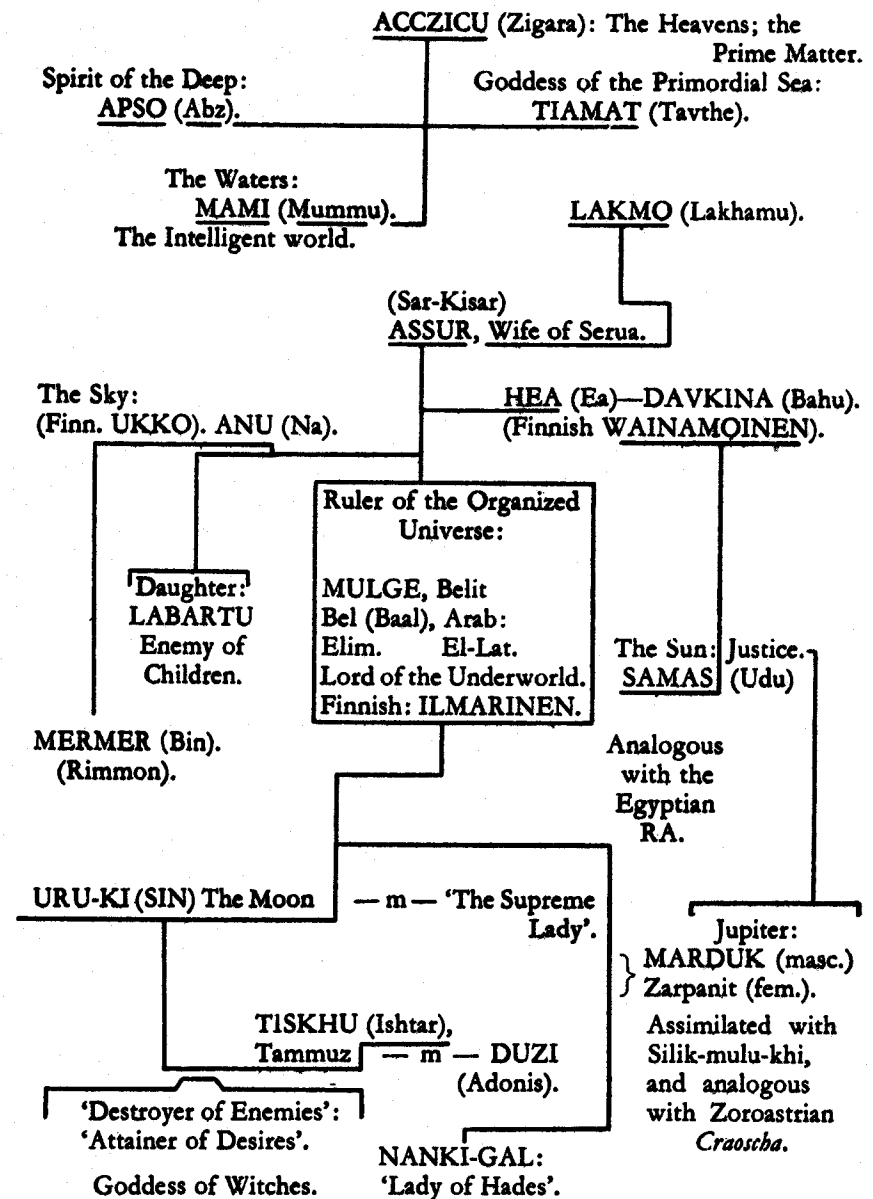 ACCZICU (Zigara): The Heavens; the
Prime Matter.
Spirit of the Deep:
APSO (Abz).
Goddess of the Primordial Sea:
TIAMAT (Tavthe).
The Waters:
MAMI (Mummu).
The Intelligent world.
LAKMO (Lakhamu).
(Sar-Kisar)
ASSUR, Wife of Serua.
The Sky:
(Finn. UKKO). ANU (Na).
HEA (Ea)—DAVKINA (Bahu).
(Finnish WAINAMOINEN).
Ruler of the Organized
Universe:
MULGE, Belit
Bel (Baal), Arab:
Elim. El-Lat.
Lord of the Underworld.
Finnish: ILMARINEN.
Daughter:
LABARTU
Enemy of
Children.
The Sun: Justice.
SAMAS (Udu)
MERMER (Bin).
(Rimmon).
Analogous
with the
Egyptian
RA.
URU-KI (SIN) The Moon — m — 'The Supreme
Lady'.
Jupiter:
MARDUK (masc.)
Zarpanit (fem.).
Assimilated with
Silik-mulu-khi,
and analogous
with Zoroastrian
Craoscha.
TISKHU (Ishtar),
Tammuz — m — DUZI
(Adonis).
'Destroyer of Enemies':
'Attainer of Desires'.
Goddess of Witches.
NANKI-GAL:
'Lady of Hades'.